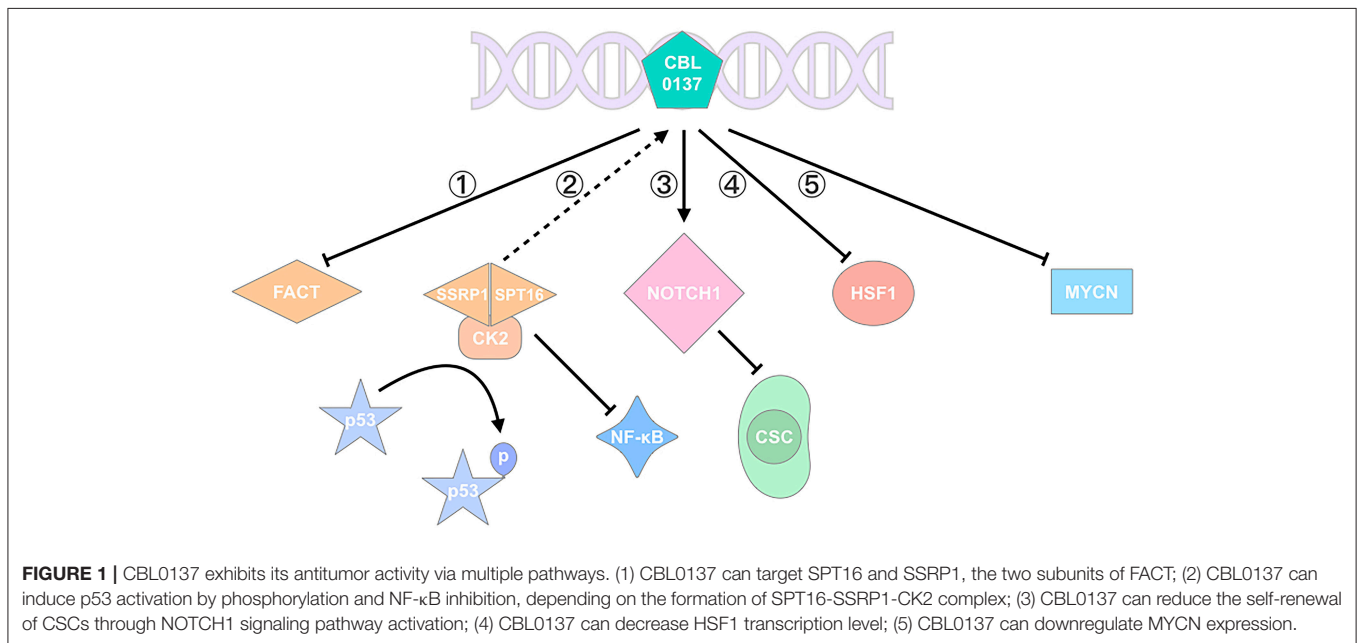 CBL
0137
① ② ③ ④ ⑤
FACT SSRP1 SPT16 NOTCH1 HSF1 MYCN
CK2
p53 NF-κB CSC
p
p53
FIGURE 1 | CBL0137 exhibits its antitumor activity via multiple pathways. (1) CBL0137 can target SPT16 and SSRP1, the two subunits of FACT; (2) CBL0137 can
induce p53 activation by phosphorylation and NF-κB inhibition, depending on the formation of SPT16-SSRP1-CK2 complex; (3) CBL0137 can reduce the self-renewal
of CSCs through NOTCH1 signaling pathway activation; (4) CBL0137 can decrease HSF1 transcription level; (5) CBL0137 can downregulate MYCN expression.